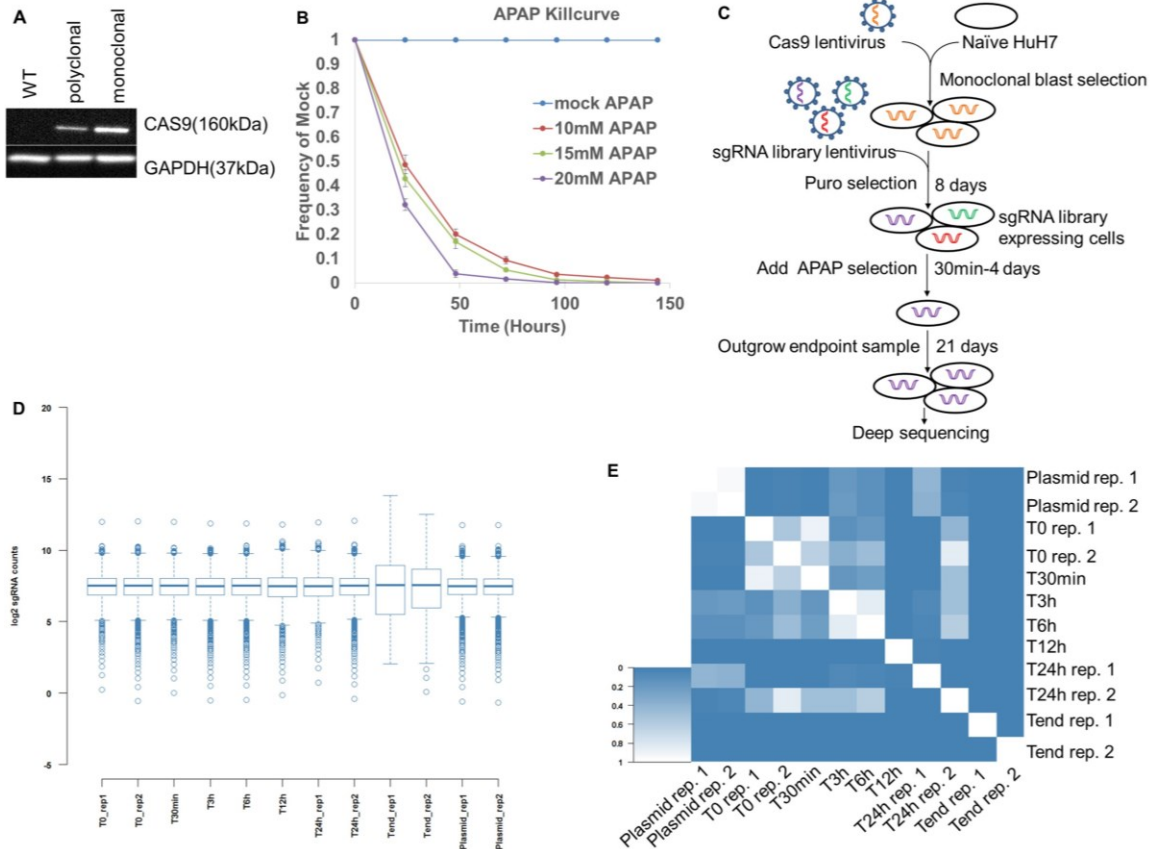 A
WT
polyclonal
monoclonal
CAS9(160kDa)
GAPDH(37kDa)
B
APAP Killcurve
Frequency of Mock
1
0.9
0.8
0.7
0.6
0.5
0.4
0.3
0.2
0.1
0
mock APAP
10mM APAP
15mM APAP
20mM APAP
0
50
100
150
Time (Hours)
C
Cas9 lentivirus
Naïve HuH7
Monoclonal blast selection
sgRNA library lentivirus
Puro selection
8 days
sgRNA library
expressing cells
Add APAP selection
30min-4 days
Outgrow endpoint sample
21 days
Deep sequencing
D
log2 sgRNA counts
20
15
10
5
0
-5
T0_rep1
T0_rep2
T30min
T3h
T6h
T12h
T24h_rep1
T24h_rep2
Tend_rep1
Tend_rep2
Plasmid_rep1
Plasmid_rep2
E
Plasmid rep. 1
Plasmid rep. 2
T0 rep. 1
T0 rep. 2
T30min
T3h
T6h
T12h
T24h rep. 1
T24h rep. 2
Tend rep. 1
Tend rep. 2
0
0.2
0.4
0.6
0.8
1
Plasmid rep. 1
Plasmid rep. 2
T0 rep. 1
T0 rep. 2
T30min
T3h
T6h
T12h
T24h rep. 1
T24h rep. 2
Tend rep. 1
Tend rep. 2